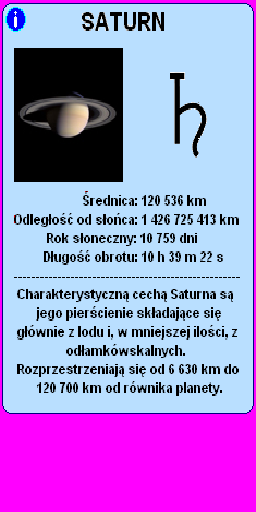 i SATURN
Średnica: 120 536 km
Odległość od słońca: 1 426 725 413 km
Rok słoneczny: 10 759 dni
Długość obrotu: 10 h 39 m 22 s
Charakterystyczną cechą Saturna są
jego pierścienie składające się
głównie z lodu i, w mniejszej ilości, z
odłamkówskalnych.
Rozprzestrzeniają się od 6 630 km do
120 700 km od równika planety.